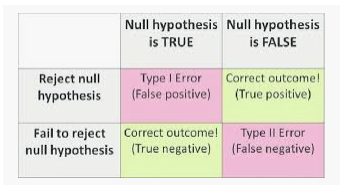 Null hypothesis
is TRUE
Null hypothesis
is FALSE
Reject null
hypothesis
Type I Error
(False positive)
Correct outcome!
(True positive)
Fail to reject
null hypothesis
Correct outcome!
(True negative)
Type II Error
(False negative)